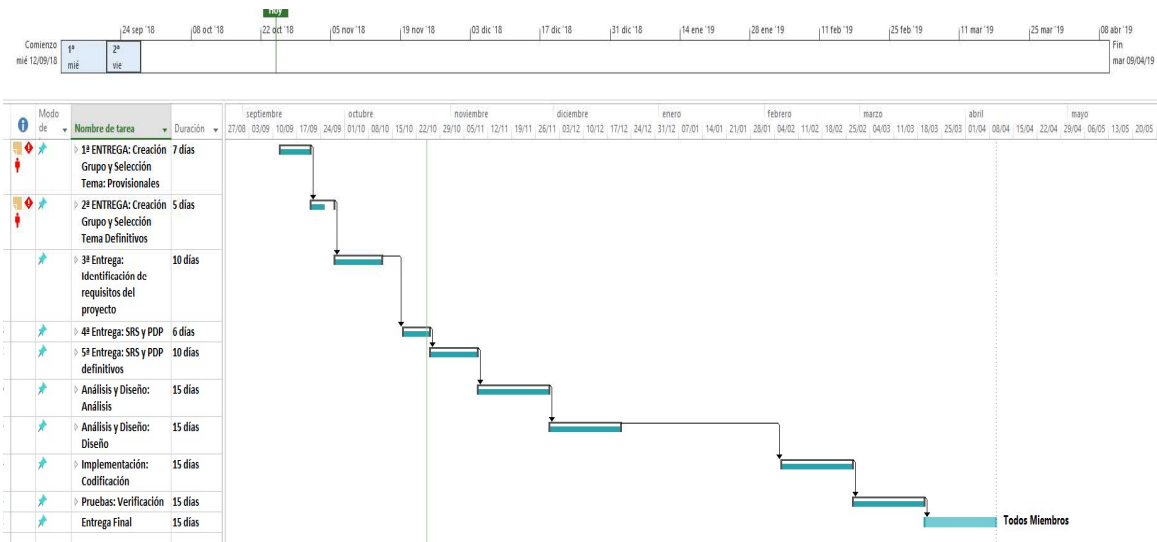 Hoy
24 sep '18 08 oct '18 22 oct '18 05 nov '18 19 nov '18 03 dic '18 17 dic '18 31 dic '18 14 ene '19 28 ene '19 11 feb '19 25 feb '19 11 mar '19 25 mar '19 08 abr '19
Comienzo
mié 12/09/18
1ª
mié
2ª
vie
Fin
mar 09/04/19
Modo de
Nombre de tarea
Duración
septiembre octubre noviembre diciembre enero febrero marzo abril mayo
27/08 03/09 10/09 17/09 24/09 01/10 08/10 15/10 22/10 29/10 05/11 12/11 19/11 26/11 03/12 10/12 17/12 24/12 31/12 07/01 14/01 21/01 28/01 04/02 11/02 18/02 25/02 04/03 11/03 18/03 25/03 01/04 08/04 15/04 22/04 29/04 06/05 13/05 20/05
1ª ENTREGA: Creación 7 días
Grupo y Selección
Tema: Provisionales
2ª ENTREGA: Creación 5 días
Grupo y Selección
Tema Definitivos
3ª Entrega: 10 días
Identificación de
requisitos del
proyecto
4ª Entrega: SRS y PDP 6 días
5ª Entrega: SRS y PDP 10 días
definitivos
Análisis y Diseño: 15 días
Análisis
Análisis y Diseño: 15 días
Diseño
Implementación: 15 días
Codificación
Pruebas: Verificación 15 días
Entrega Final 15 días
Todos Miembros